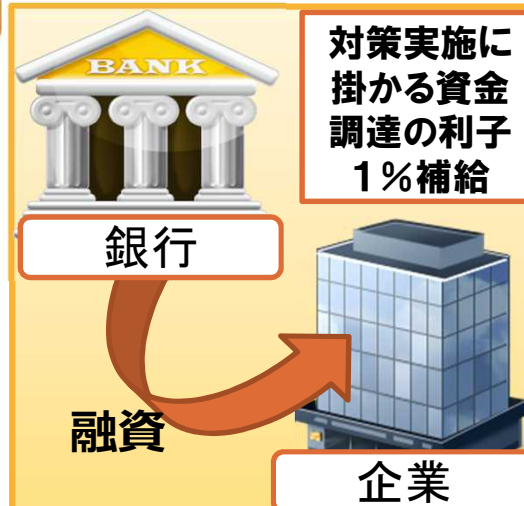 BANK
対策実施に
掛かる資金
調達の利子
1%補給
銀行
融資
企業